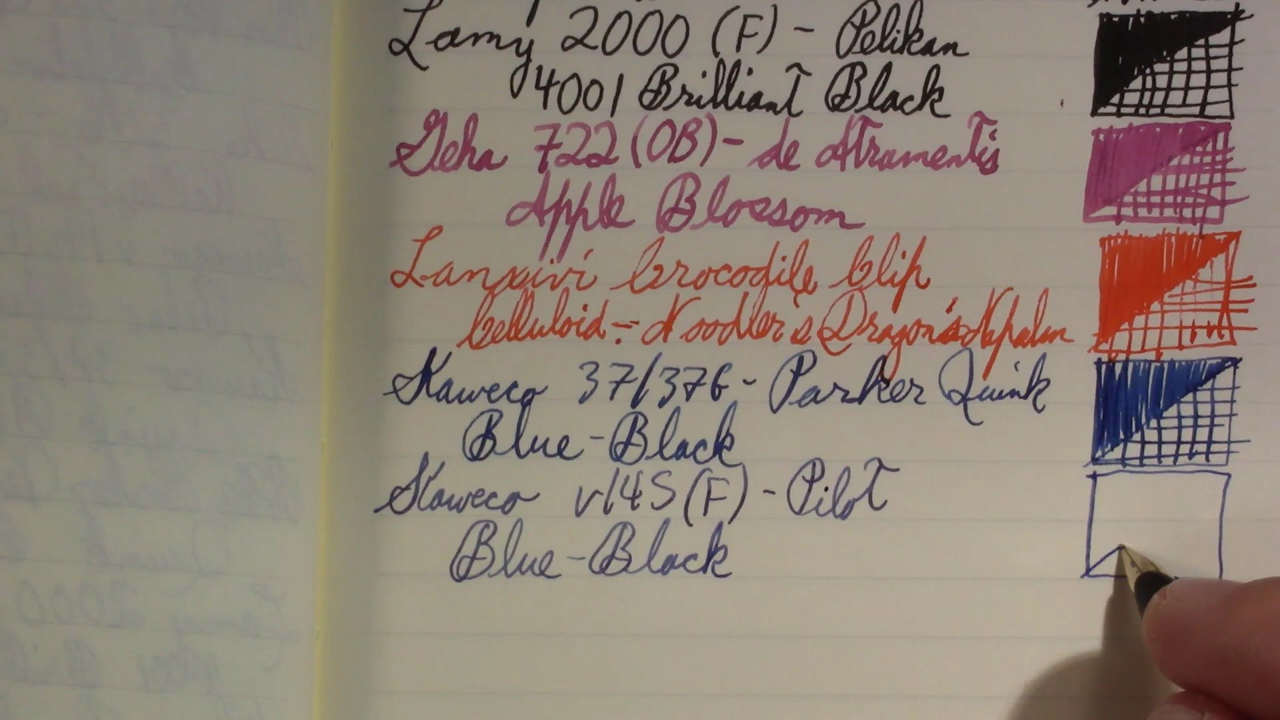 Lamy 2000 (F) - Pelikan
4001 Brilliant Black
Geha 722 (OB) - de Atramentis
Apple Blossom
Lanxivi Crocodile Clip
Celluloid - Noodler's Dragon's Napalm
Kaweco 37/376 - Parker Quink
Blue-Black
Kaweco V14S (F) - Pilot
Blue-Black